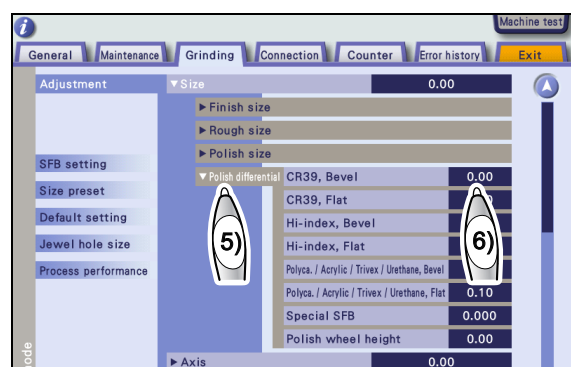 Machine test
General Maintenance Grinding Connection Counter Error history Exit
Adjustment ▼Size 0.00
▶Finish size
▶Rough size
▶Polish size
SFB setting
▼Polish differential CR39, Bevel 0.00
Size preset
CR39, Flat
Default setting
Hi-index, Bevel
Jewel hole size
5) Hi-index, Flat 6)
Process performance
Polyca. / Acrylic / Trivex / Urethane, Bevel
Polyca. / Acrylic / Trivex / Urethane, Flat 0.10
Special SFB 0.000
Polish wheel height 0.00
▶Axis 0.00